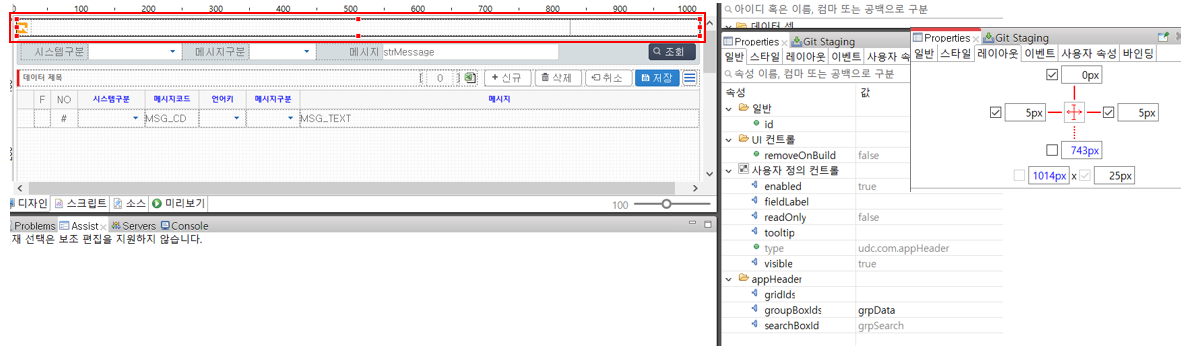 0 100 200 300 400 500 600 700 800 900 1000
시스템구분 메시지구분 메시지 strMessage 조회
데이터 제목 [ 0 ] 신규 삭제 취소 저장
F NO 시스템구분 메시지코드 언어키 메시지구분 메시지
# MSG_CD MSG_TEXT
디자인 스크립트 소스 미리보기 100
Problems Assist Servers Console
재 선택은 보조 편집을 지원하지 않습니다.
아이디 혹은 이름, 컴마 또는 공백으로 구분
데이터 셋
Properties Git Staging
일반 스타일 레이아웃 이벤트 사용자 속
속성 이름, 컴마 또는 공백으로 구분
속성 값
일반
id
UI 컨트롤
removeOnBuild false
사용자 정의 컨트롤
enabled true
fieldLabel
readOnly false
tooltip
type udc.com.appHeader
visible true
appHeader
gridIds
groupBoxIds grpData
searchBoxId grpSearch
Properties Git Staging
일반 스타일 레이아웃 이벤트 사용자 속성 바인딩
0px
5px 5px
743px
1014px x 25px